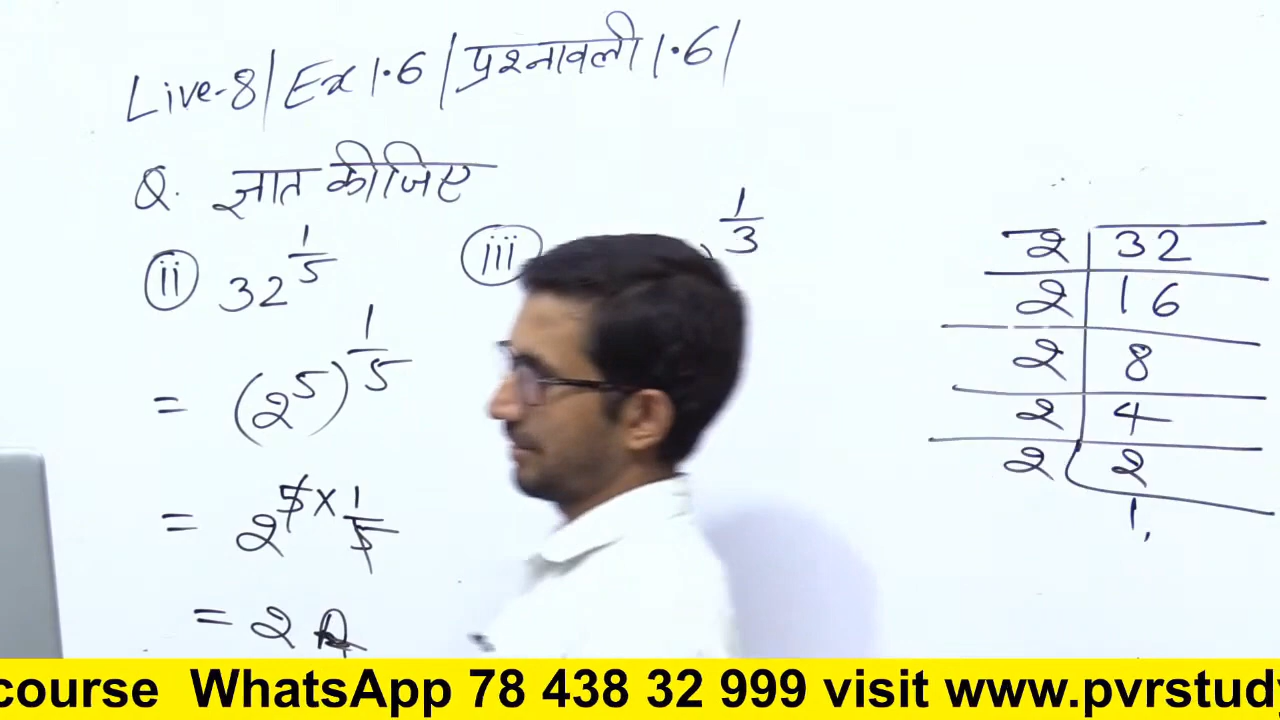 Live-8| Ex 1.6 |प्रश्नावली 1.6|
Q. ज्ञात कीजिए
(ii) 32^(1/5)
(iii) ^(1/3)
= (2^5)^(1/5)
= 2^(5×1/5)
= 2
2 | 32
2 | 16
2 | 8
2 | 4
2 | 2
1
course WhatsApp 78 438 32 999 visit www.pvrstudy